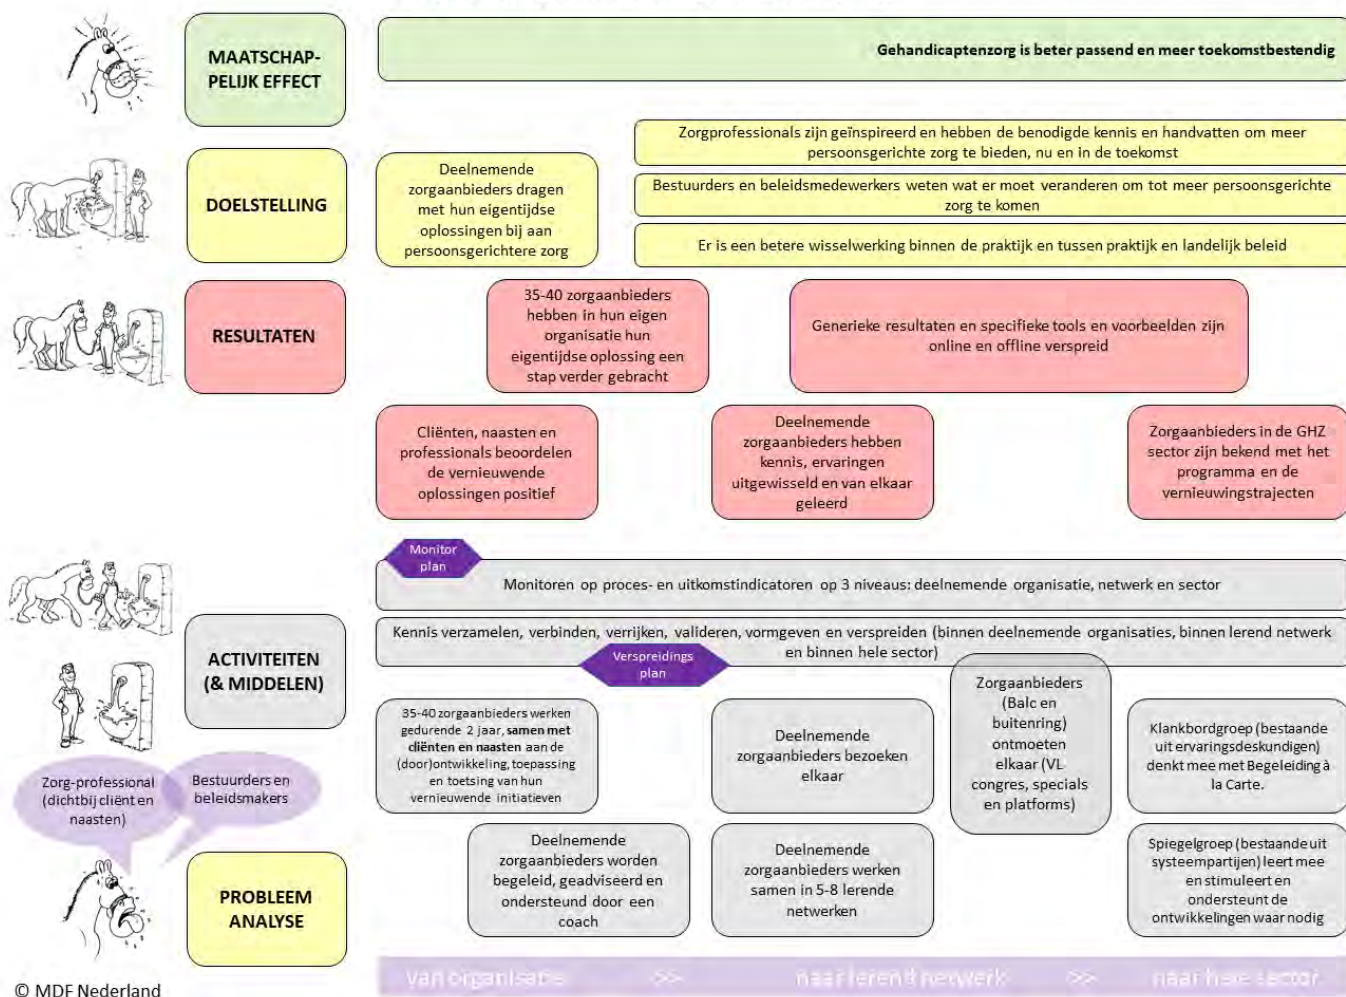 MAATSCHAP-
PELIJK EFFECT
Gehandicaptenzorg is beter passend en meer toekomstbestendig
DOELSTELLING
Deelnemende
zorgaanbieders dragen
met hun eigentijdse
oplossingen bij aan
persoonsgerichtere zorg
Zorgprofessionals zijn geïnspireerd en hebben de benodigde kennis en handvatten om meer
persoonsgerichte zorg te bieden, nu en in de toekomst
Bestuurders en beleidsmedewerkers weten wat er moet veranderen om tot meer persoonsgerichte
zorg te komen
Er is een betere wisselwerking binnen de praktijk en tussen praktijk en landelijk beleid
RESULTATEN
35-40 zorgaanbieders
hebben in hun eigen
organisatie hun
eigentijdse oplossing een
stap verder gebracht
Generieke resultaten en specifieke tools en voorbeelden zijn
online en offline verspreid
Cliënten, naasten en
professionals beoordelen
de vernieuwende
oplossingen positief
Deelnemende
zorgaanbieders hebben
kennis, ervaringen
uitgewisseld en van elkaar
geleerd
Zorgaanbieders in de GHZ
sector zijn bekend met het
programma en de
vernieuwingstrajecten
Monitor
plan
Monitoren op proces- en uitkomstindicatoren op 3 niveaus: deelnemende organisatie, netwerk en sector
ACTIVITEITEN
(& MIDDELEN)
Kennis verzamelen, verbinden, verrijken, valideren, vormgeven en verspreiden (binnen deelnemende organisaties, binnen lerend netwerk
en binnen hele sector)
Verspreidings
plan
35-40 zorgaanbieders werken
gedurende 2 jaar, samen met
cliënten en naasten aan de
(door)ontwikkeling, toepassing
en toetsing van hun
vernieuwende initiatieven
Deelnemende
zorgaanbieders bezoeken
elkaar
Zorgaanbieders
(Balc en
buitenring)
ontmoeten
elkaar (VL
congres, specials
en platforms)
Klankbordgroep (bestaande
uit ervaringsdeskundigen)
denkt mee met Begeleiding à
la Carte.
Zorg-professional
(dichtbij cliënt en
naasten)
Bestuurders en
beleidsmakers
PROBLEEM
ANALYSE
Deelnemende
zorgaanbieders worden
begeleid, geadviseerd en
ondersteund door een
coach
Deelnemende
zorgaanbieders werken
samen in 5-8 lerende
netwerken
Spiegelgroep (bestaande uit
systeempartijen) leert mee
en stimuleert en
ondersteunt de
ontwikkelingen waar nodig
van organisatie >> naar lerend netwerk >> naar hele sector
© MDF Nederland